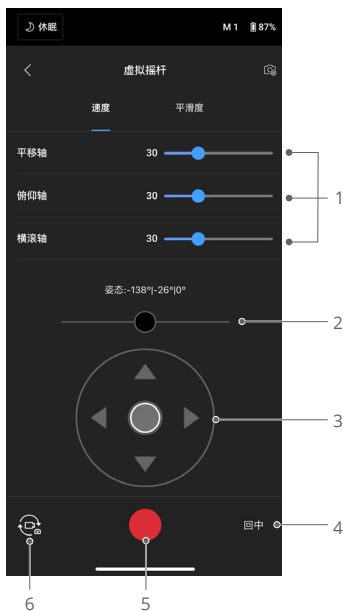 休眠 M 1 87%
虚拟摇杆
速度 平滑度
平移轴 30
俯仰轴 30
1
横滚轴 30
姿态:-138°|-26°|0°
2
3
回中 4
6 5